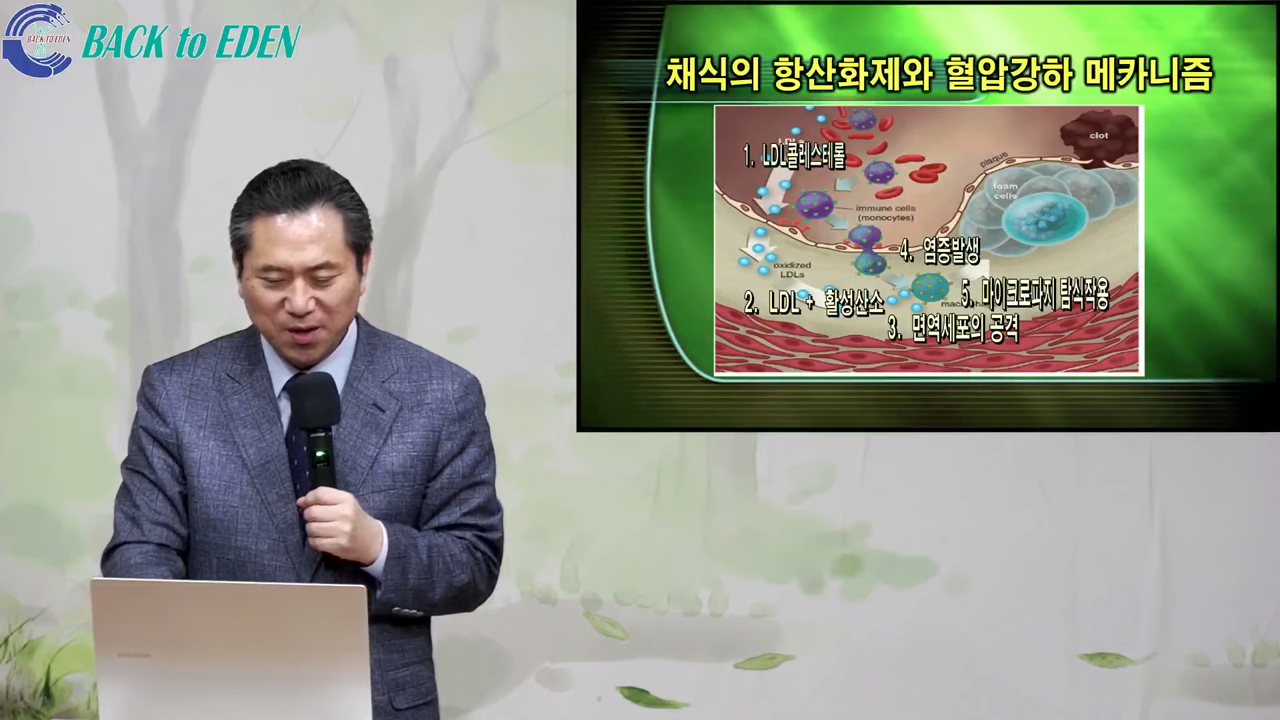 BACK TO EDEN
BACK to EDEN
채식의 항산화제와 혈압강하 메카니즘
clot
plaque
1. LDL콜레스테롤
foam
cells
immune cells
(monocytes)
4. 염증발생
oxidized
LDLs
5. 마이크로파지 탐식작용
2. LDL + 활성산소
3. 면역세포의 공격